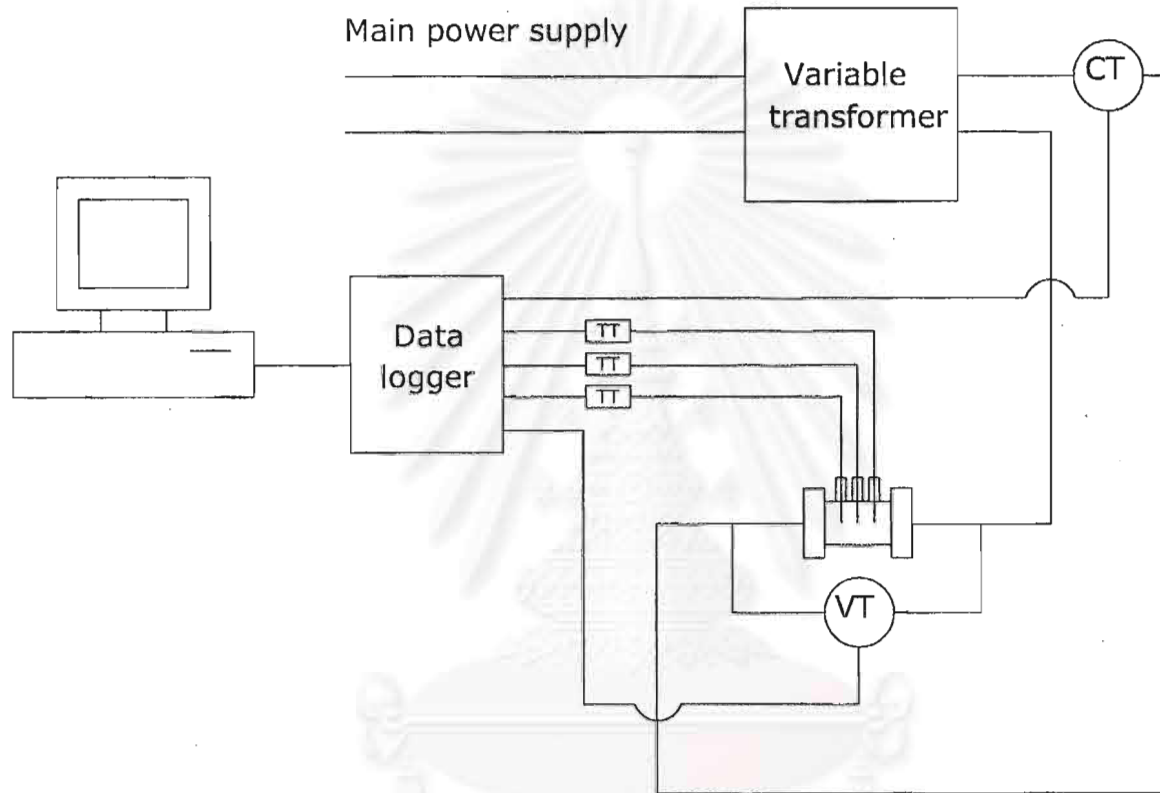 Main power supply
Variable
transformer
CT
Data
logger
TT
TT
TT
VT